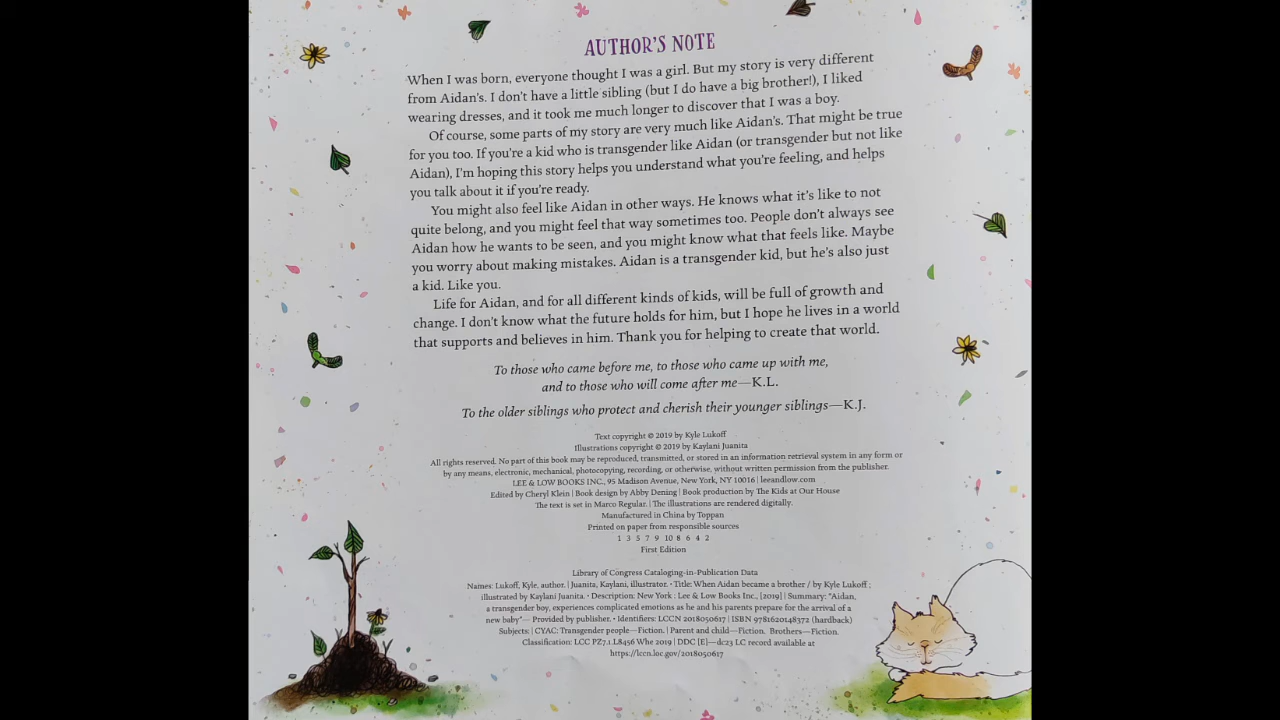 AUTHOR'S NOTE
When I was born, everyone thought I was a girl. But my story is very different
from Aidan's. I don't have a little sibling (but I do have a big brother!), I liked
wearing dresses, and it took me much longer to discover that I was a boy.
Of course, some parts of my story are very much like Aidan's. That might be true
for you too. If you're a kid who is transgender like Aidan (or transgender but not like
Aidan), I'm hoping this story helps you understand what you're feeling, and helps
you talk about it if you're ready.
You might also feel like Aidan in other ways. He knows what it's like to not
quite belong, and you might feel that way sometimes too. People don't always see
Aidan how he wants to be seen, and you might know what that feels like. Maybe
you worry about making mistakes. Aidan is a transgender kid, but he's also just
a kid. Like you.
Life for Aidan, and for all different kinds of kids, will be full of growth and
change. I don't know what the future holds for him, but I hope he lives in a world
that supports and believes in him. Thank you for helping to create that world.
To those who came before me, to those who came up with me,
and to those who will come after me—K.L.
To the older siblings who protect and cherish their younger siblings—K.J.
Text copyright © 2019 by Kyle Lukoff
Illustrations copyright © 2019 by Kaylani Juanita
All rights reserved. No part of this book may be reproduced, transmitted, or stored in an information retrieval system in any form or
by any means, electronic, mechanical, photocopying, recording, or otherwise, without written permission from the publisher.
LEE & LOW BOOKS INC., 95 Madison Avenue, New York, NY 10016 | leeandlow.com
Edited by Cheryl Klein | Book design by Abby Dening | Book production by The Kids at Our House
The text is set in Marco Regular. | The illustrations are rendered digitally.
Manufactured in China by Toppan
Printed on paper from responsible sources
1 3 5 7 9 10 8 6 4 2
First Edition
Library of Congress Cataloging-in-Publication Data
Names: Lukoff, Kyle, author. | Juanita, Kaylani, illustrator. • Title: When Aidan became a brother / by Kyle Lukoff ;
illustrated by Kaylani Juanita. • Description: New York : Lee & Low Books Inc., [2019] | Summary: "Aidan,
a transgender boy, experiences complicated emotions as he and his parents prepare for the arrival of a
new baby"— Provided by publisher. • Identifiers: LCCN 2018050617 | ISBN 9781620148372 (hardback)
Subjects: | CYAC: Transgender people—Fiction. | Parent and child—Fiction. Brothers—Fiction.
Classification: LCC PZ7.1.L8456 Whe 2019 | DDC [E]—dc23 LC record available at
https://lccn.loc.gov/2018050617